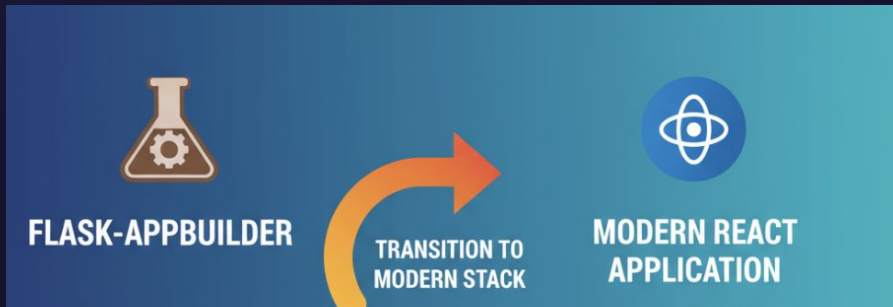 FLASK-APPBUILDER
TRANSITION TO
MODERN STACK
MODERN REACT
APPLICATION